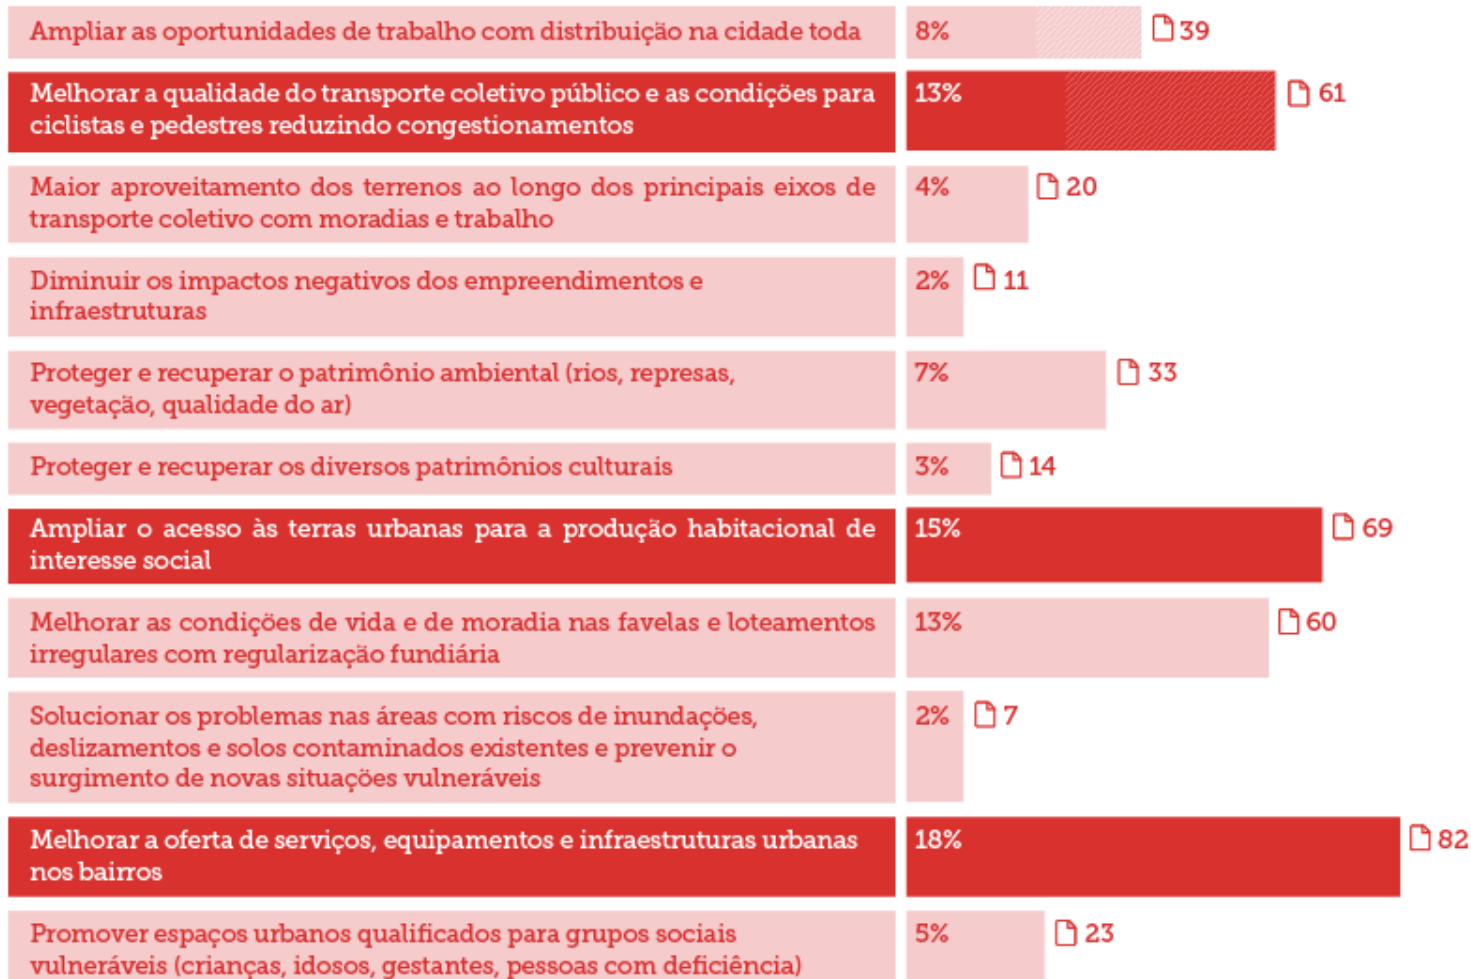 Ampliar as oportunidades de trabalho com distribuição na cidade toda 8% 39
Melhorar a qualidade do transporte coletivo público e as condições para 13% 61
ciclistas e pedestres reduzindo congestionamentos
Maior aproveitamento dos terrenos ao longo dos principais eixos de 4% 20
transporte coletivo com moradias e trabalho
Diminuir os impactos negativos dos empreendimentos e 2% 11
infraestruturas
Proteger e recuperar o patrimônio ambiental (rios, represas, 7% 33
vegetação, qualidade do ar)
Proteger e recuperar os diversos patrimônios culturais 3% 14
Ampliar o acesso às terras urbanas para a produção habitacional de 15% 69
interesse social
Melhorar as condições de vida e de moradia nas favelas e loteamentos 13% 60
irregulares com regularização fundiária
Solucionar os problemas nas áreas com riscos de inundações, 2% 7
deslizamentos e solos contaminados existentes e prevenir o
surgimento de novas situações vulneráveis
Melhorar a oferta de serviços, equipamentos e infraestruturas urbanas 18% 82
nos bairros
Promover espaços urbanos qualificados para grupos sociais 5% 23
vulneráveis (crianças, idosos, gestantes, pessoas com deficiência)